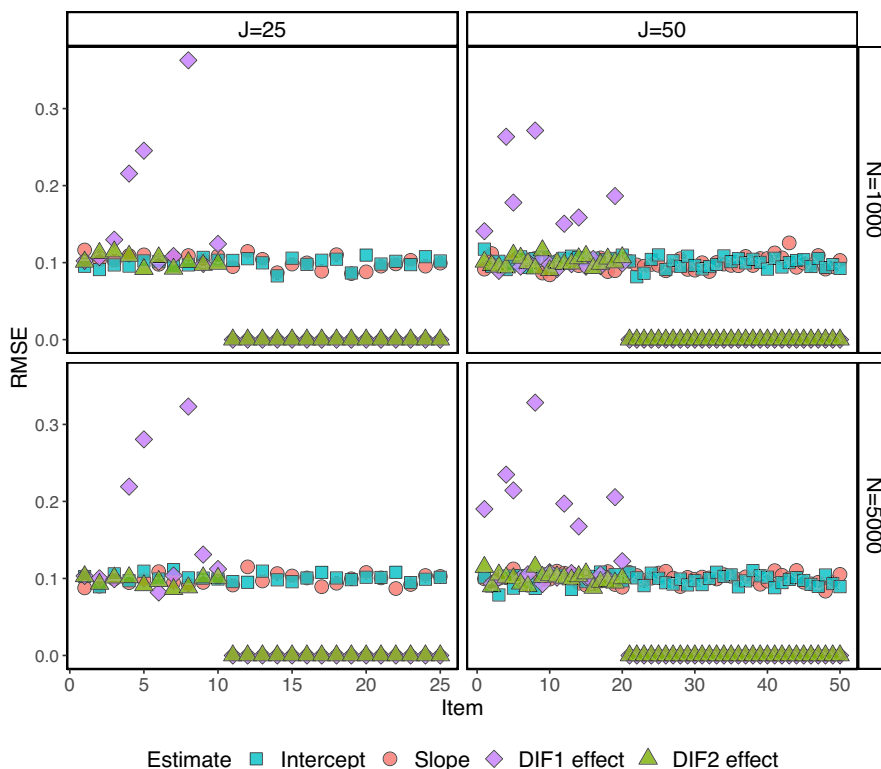 J=25 J=50
0.3
0.2
0.1
0.0
N=1000
RMSE
0.3
0.2
0.1
0.0
N=5000
0 5 10 15 20 25 0 10 20 30 40 50
Item
Estimate Intercept Slope DIF1 effect DIF2 effect